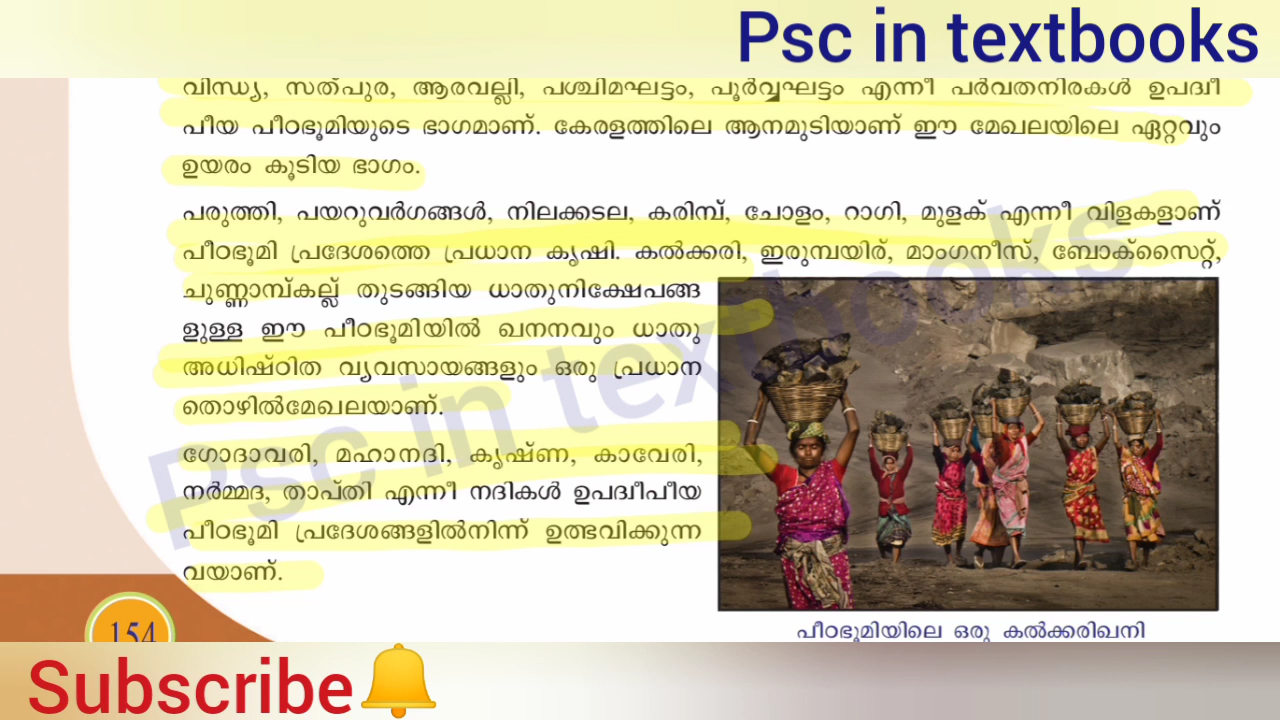 Psc in textbooks
വിന്ധ്യ, സത്പുര, ആരവല്ലി, പശ്ചിമഘട്ടം, പൂർവ്വഘട്ടം എന്നീ പർവതനിരകൾ ഉപദ്വീ
പീയ പീഠഭൂമിയുടെ ഭാഗമാണ്. കേരളത്തിലെ ആനമുടിയാണ് ഈ മേഖലയിലെ ഏറ്റവും
ഉയരം കൂടിയ ഭാഗം.
പരുത്തി, പയറുവർഗങ്ങൾ, നിലക്കടല, കരിമ്പ്, ചോളം, റാഗി, മുളക് എന്നീ വിളകളാണ്
പീഠഭൂമി പ്രദേശത്തെ പ്രധാന കൃഷി. കൽക്കരി, ഇരുമ്പയിര്, മാംഗനീസ്, ബോക്സൈറ്റ്,
ചുണ്ണാമ്പ്കല്ല് തുടങ്ങിയ ധാതുനിക്ഷേപങ്ങ
ളുള്ള ഈ പീഠഭൂമിയിൽ ഖനനവും ധാതു
അധിഷ്ഠിത വ്യവസായങ്ങളും ഒരു പ്രധാന
തൊഴിൽമേഖലയാണ്.
ഗോദാവരി, മഹാനദി, കൃഷ്ണ, കാവേരി,
നർമ്മദ, താപ്തി എന്നീ നദികൾ ഉപദ്വീപീയ
പീഠഭൂമി പ്രദേശങ്ങളിൽനിന്ന് ഉത്ഭവിക്കുന്ന
വയാണ്.
പീഠഭൂമിയിലെ ഒരു കൽക്കരിഖനി
154
Psc in textbooks
Subscribe